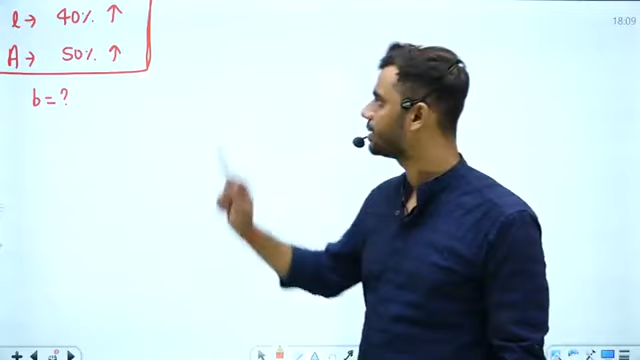 l → 40% ↑
A → 50% ↑
b = ?
18:09